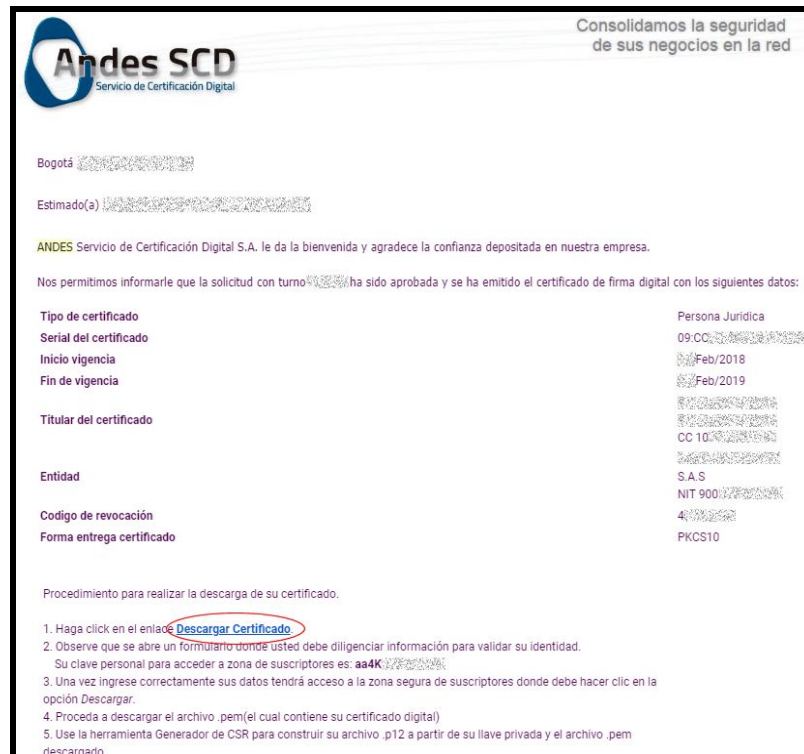 Consolidamos la seguridad
de sus negocios en la red
Andes SCD
Servicio de Certificación Digital
Bogotá
Estimado(a)
ANDES Servicio de Certificación Digital S.A. le da la bienvenida y agradece la confianza depositada en nuestra empresa.
Nos permitimos informarle que la solicitud con turno ha sido aprobada y se ha emitido el certificado de firma digital con los siguientes datos:
Tipo de certificado Persona Juridica
Serial del certificado 09:CC
Inicio vigencia Feb/2018
Fin de vigencia Feb/2019
Titular del certificado
CC 10
Entidad S.A.S
NIT 900
Codigo de revocación 4
Forma entrega certificado PKCS10
Procedimiento para realizar la descarga de su certificado.
1. Haga click en el enlace Descargar Certificado.
2. Observe que se abre un formulario donde usted debe diligenciar información para validar su identidad.
Su clave personal para acceder a zona de suscriptores es: aa4K
3. Una vez ingrese correctamente sus datos tendrá acceso a la zona segura de suscriptores donde debe hacer clic en la
opción Descargar.
4. Proceda a descargar el archivo .pem(el cual contiene su certificado digital)
5. Use la herramienta Generador de CSR para construir su archivo .p12 a partir de su llave privada y el archivo .pem
descargado